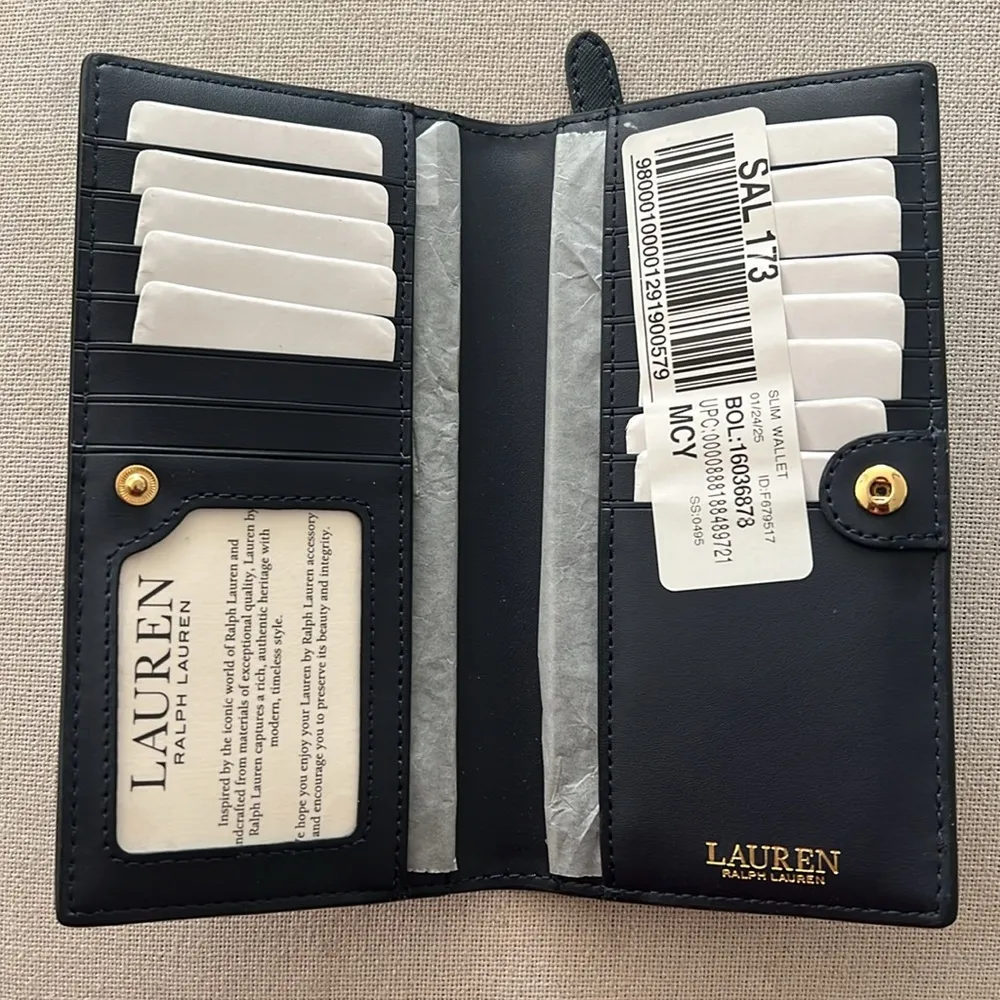 LAUREN
RALPH LAUREN
Inspired by the iconic world of Ralph Lauren and
ndcrafted from materials of exceptional quality, Lauren by
Ralph Lauren captures a rich, authentic heritage with
modern, timeless style.
e hope you enjoy your Lauren by Ralph Lauren accessory
and encourage you to preserve its beauty and integrity.
SAL 173
98000100001291900579
SLIM WALLET ID:F679517
01/24/25
BOL:16036878
UPC:0000888188489721
MCY SS:0495
LAUREN
RALPH LAUREN